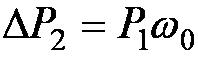 ΔP₂ = P₁ω₀